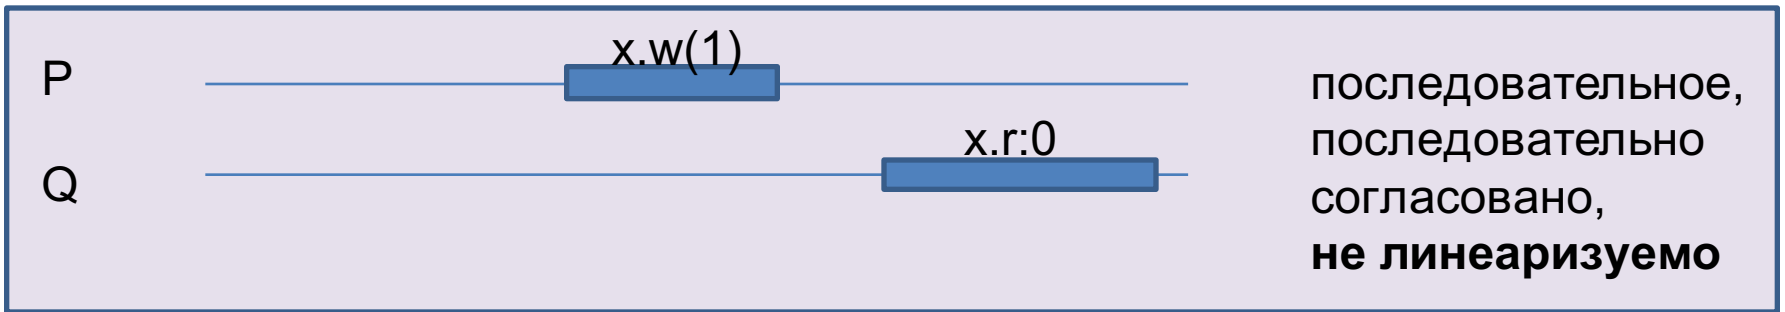 P
x.w(1)
Q
x.r:0
последовательное,
последовательно
согласовано,
не линеаризуемо